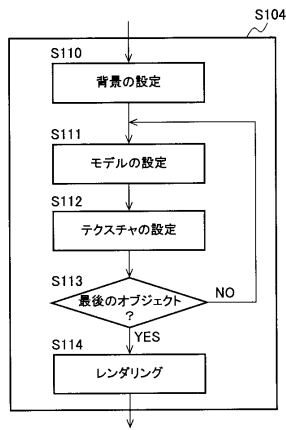 S104
S110
背景の設定
S111
モデルの設定
S112
テクスチャの設定
S113
最後のオブジェクト
?
NO
YES
S114
レンダリング